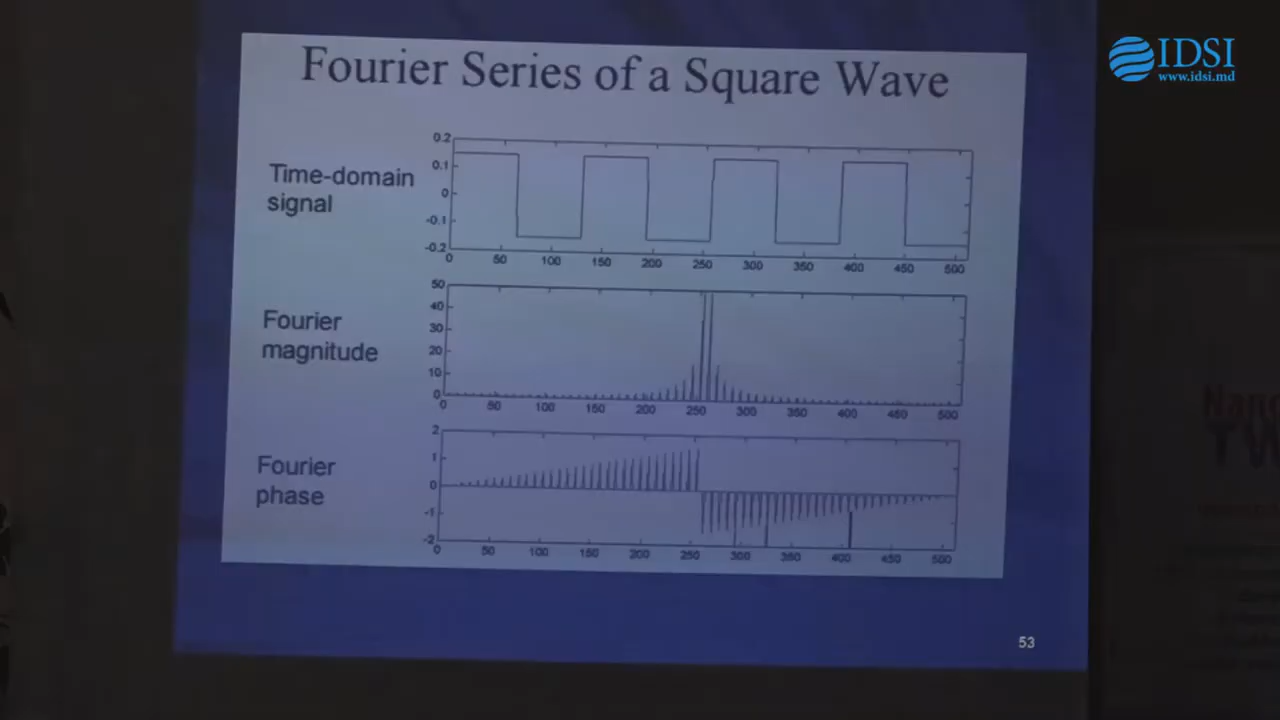 IDSI
www.idsi.md
Fourier Series of a Square Wave
Time-domain
signal
0.2
0.1
0
-0.1
-0.2
0 50 100 150 200 250 300 350 400 450 500
Fourier
magnitude
50
40
30
20
10
0
0 50 100 150 200 250 300 350 400 450 500
Fourier
phase
2
1
0
-1
-2
0 50 100 150 200 250 300 350 400 450 500
53